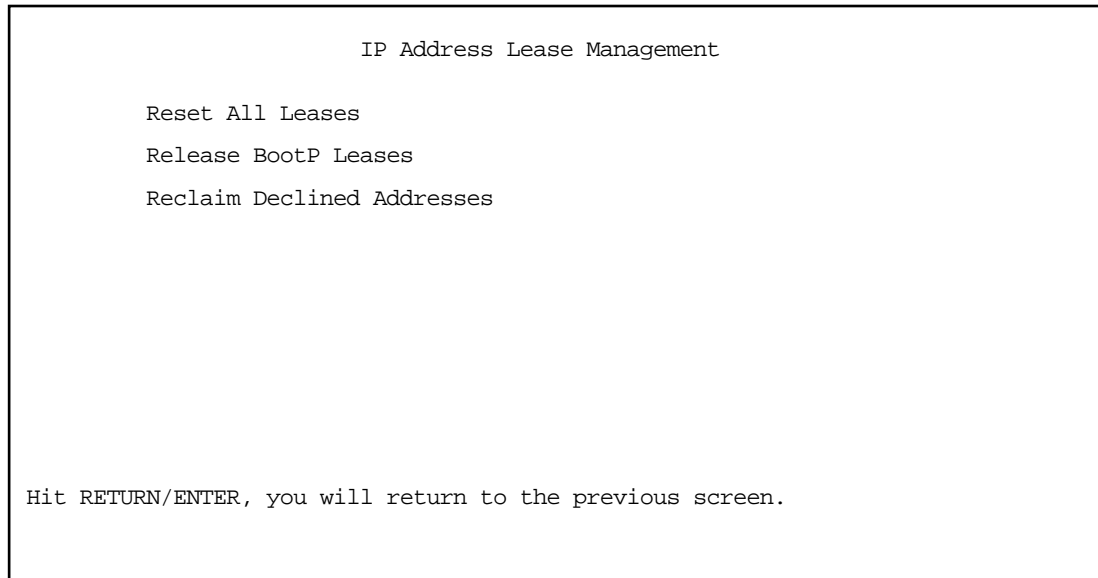 IP Address Lease Management
Reset All Leases
Release BootP Leases
Reclaim Declined Addresses
Hit RETURN/ENTER, you will return to the previous screen.